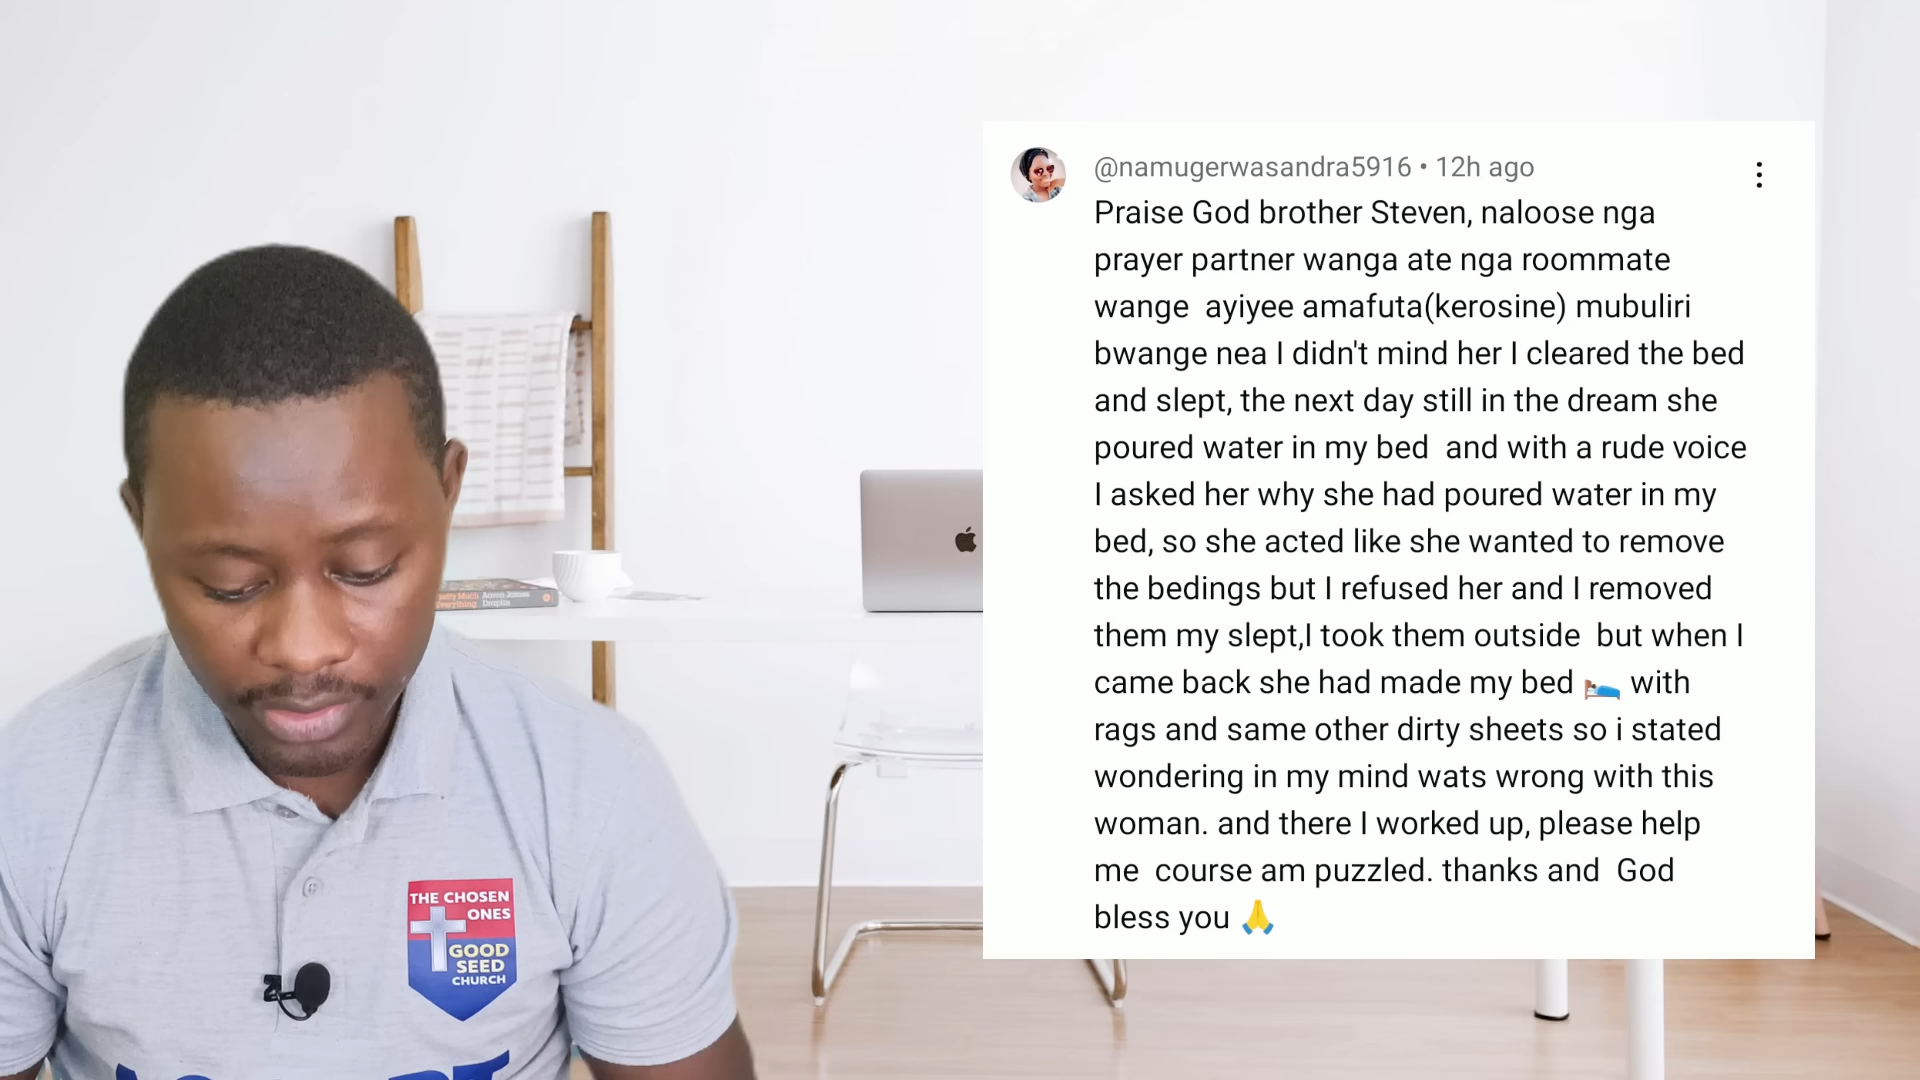 @namugerwasandra5916 • 12h ago
Praise God brother Steven, naloose nga
prayer partner wanga ate nga roommate
wange ayiyee amafuta(kerosine) mubuliri
bwange nea I didn't mind her I cleared the bed
and slept, the next day still in the dream she
poured water in my bed and with a rude voice
I asked her why she had poured water in my
bed, so she acted like she wanted to remove
the bedings but I refused her and I removed
them my slept,I took them outside but when I
came back she had made my bed 🛌 with
rags and same other dirty sheets so i stated
wondering in my mind wats wrong with this
woman. and there I worked up, please help
me course am puzzled. thanks and God
bless you 🙏
Pretty Much Aaron James
Everything Draplin
THE CHOSEN
ONES
GOOD
SEED
CHURCH